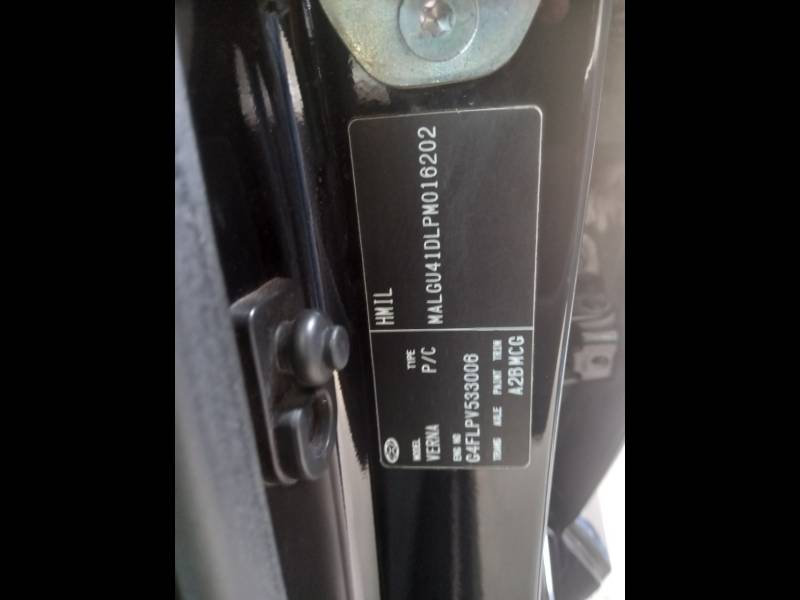 HMIL
MALGU41DLPM016202
MODEL TYPE
VERNA P/C
ENG NO
G4FLPV533006
TRANS AXLE PAINT TRIM
A2B MCG